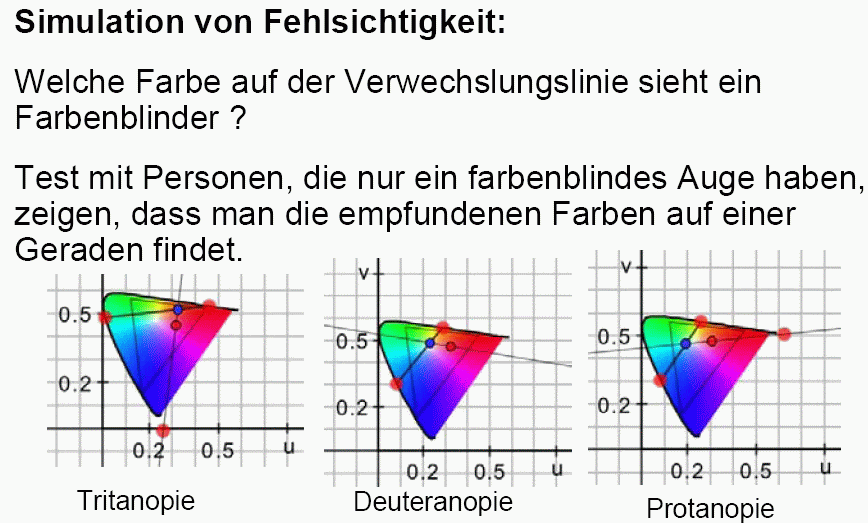 Simulation von Fehlsichtigkeit:
Welche Farbe auf der Verwechslungslinie sieht ein
Farbenblinder ?
Test mit Personen, die nur ein farbenblindes Auge haben,
zeigen, dass man die empfundenen Farben auf einer
Geraden findet.
0.5
0.2
0.2 0.5 u
Tritanopie
v
0.5
0.2
0.2 0.5 u
Deuteranopie
v
0.5
0.2
0.2 0.5 u
Protanopie